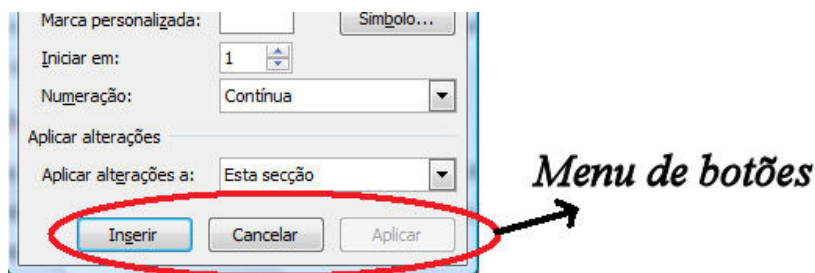 Marca personalizada: Símbolo...
Iniciar em: 1
Numeração: Contínua
Aplicar alterações
Aplicar alterações a: Esta secção
Menu de botões
Inserir Cancelar Aplicar